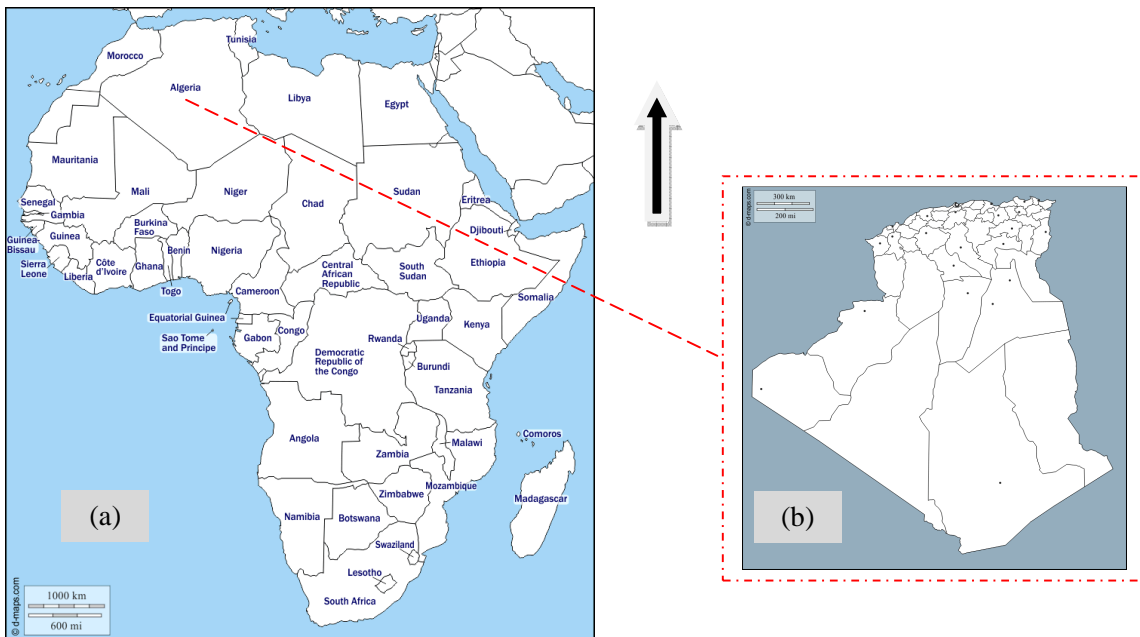 Tunisia
Morocco
Algeria
Libya
Egypt
Mauritania
Mali
Niger
Chad
Sudan
Eritrea
Senegal
Gambia
Guinea-
Bissau
Guinea
Sierra
Leone
Liberia
Côte
d'Ivoire
Burkina
Faso
Ghana
Togo
Benin
Nigeria
Djibouti
Ethiopia
Somalia
Central
African
Republic
South
Sudan
Cameroon
Equatorial Guinea
Sao Tome
and Principe
Gabon
Congo
Democratic
Republic of
the Congo
Uganda
Kenya
Rwanda
Burundi
Tanzania
Angola
Zambia
Malawi
Comoros
Mozambique
Zimbabwe
Madagascar
Namibia
Botswana
Swaziland
Lesotho
South Africa
(a)
1000 km
600 mi
© d-maps.com
300 km
200 mi
© d-maps.com
(b)